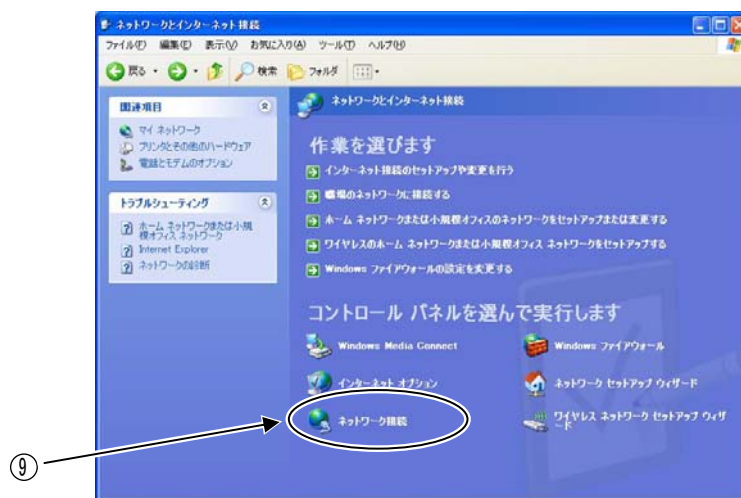 ネットワークとインターネット接続
ファイル(F) 編集(E) 表示(V) お気に入り(A) ツール(T) ヘルプ(H)
戻る 検索 フォルダ
関連項目
マイ ネットワーク
プリンタとその他のハードウェア
電話とモデムのオプション
トラブルシューティング
ホーム ネットワークまたは小規
模オフィス ネットワーク
Internet Explorer
ネットワークの診断
ネットワークとインターネット接続
作業を選びます
インターネット接続のセットアップや変更を行う
職場のネットワークに接続する
ホーム ネットワークまたは小規模オフィスのネットワークをセットアップまたは変更する
ワイヤレスのホーム ネットワークまたは小規模オフィス ネットワークをセットアップする
Windows ファイアウォールの設定を変更する
コントロール パネルを選んで実行します
Windows Media Connect
Windows ファイアウォール
インターネット オプション
ネットワーク セットアップ ウィザード
ネットワーク接続
ワイヤレス ネットワーク セットアップ ウィザ
ード
⑨